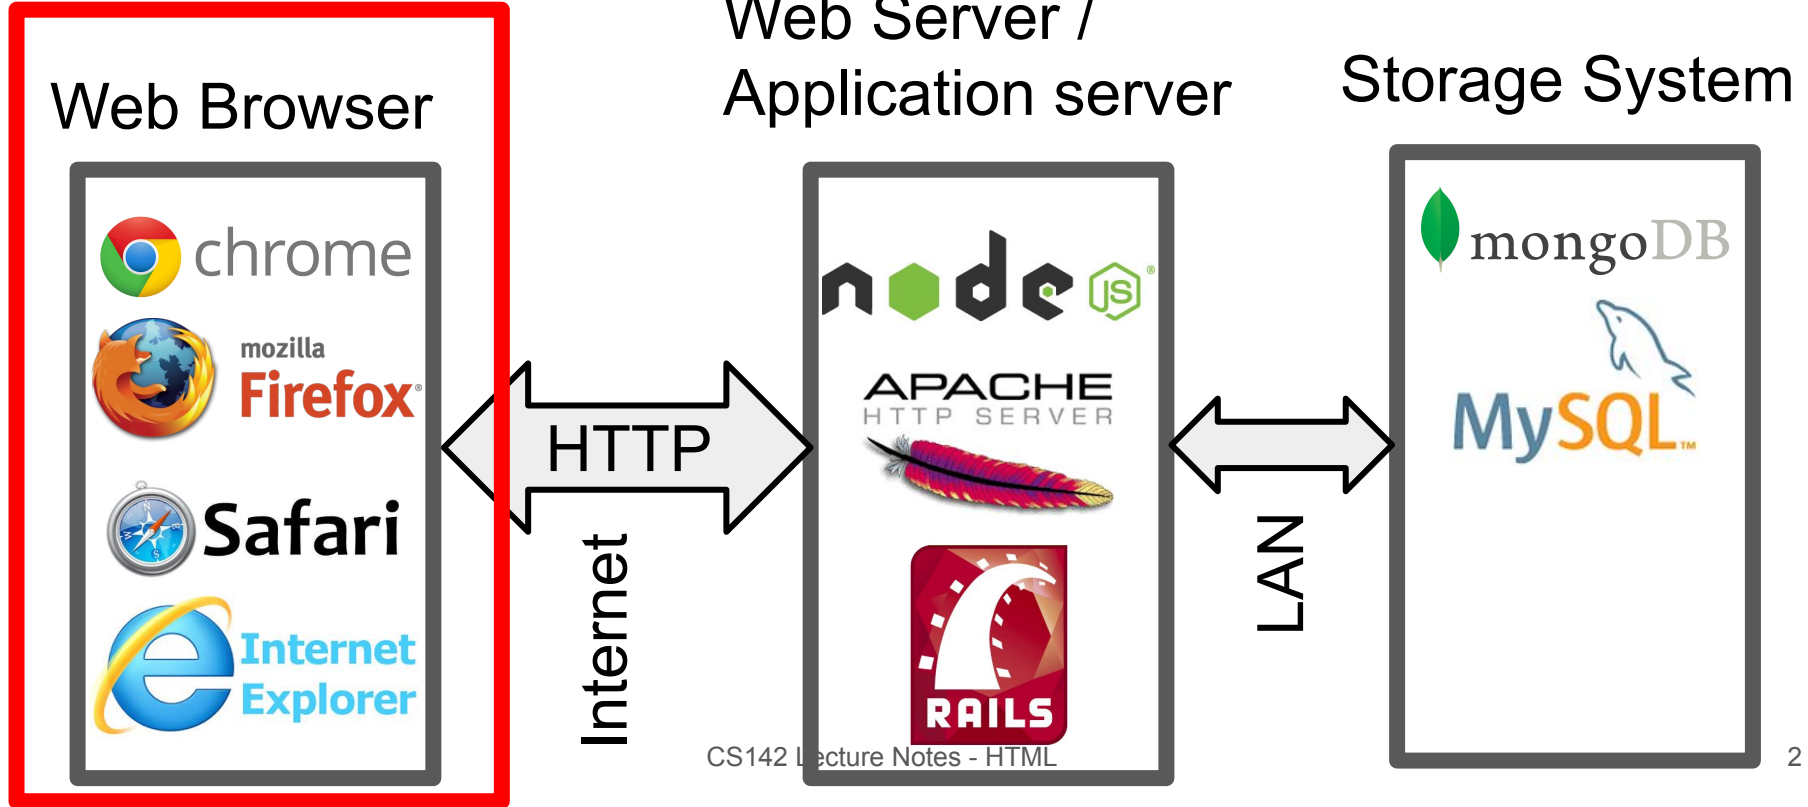 Web Browser
Web Server /
Application server
Storage System
chrome
mozilla
Firefox®
Safari
Internet
Explorer
HTTP
Internet
node JS®
APACHE
HTTP SERVER
RAILS
LAN
mongoDB
MySQL™
CS142 Lecture Notes - HTML
2